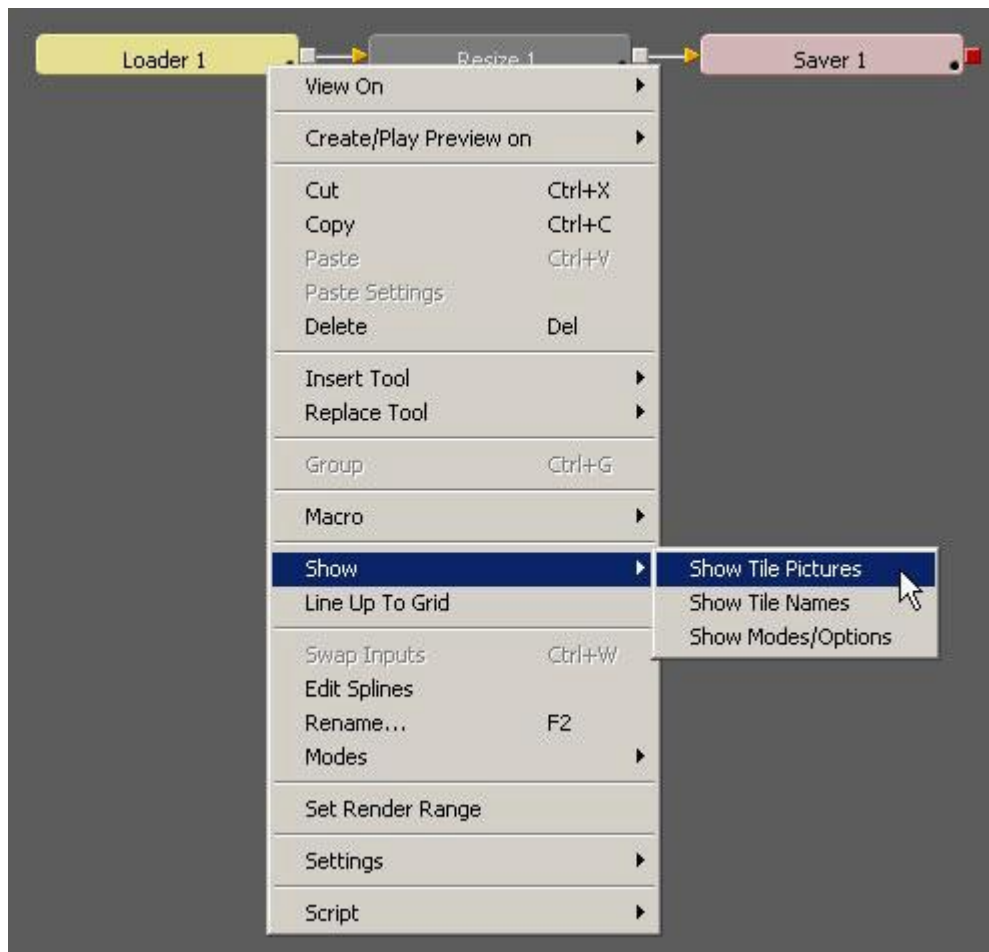 Loader 1
Resize 1
Saver 1
View On
Create/Play Preview on
Cut Ctrl+X
Copy Ctrl+C
Paste Ctrl+V
Paste Settings
Delete Del
Insert Tool
Replace Tool
Group Ctrl+G
Macro
Show
Show Tile Pictures
Line Up To Grid
Show Tile Names
Show Modes/Options
Swap Inputs Ctrl+W
Edit Splines
Rename... F2
Modes
Set Render Range
Settings
Script